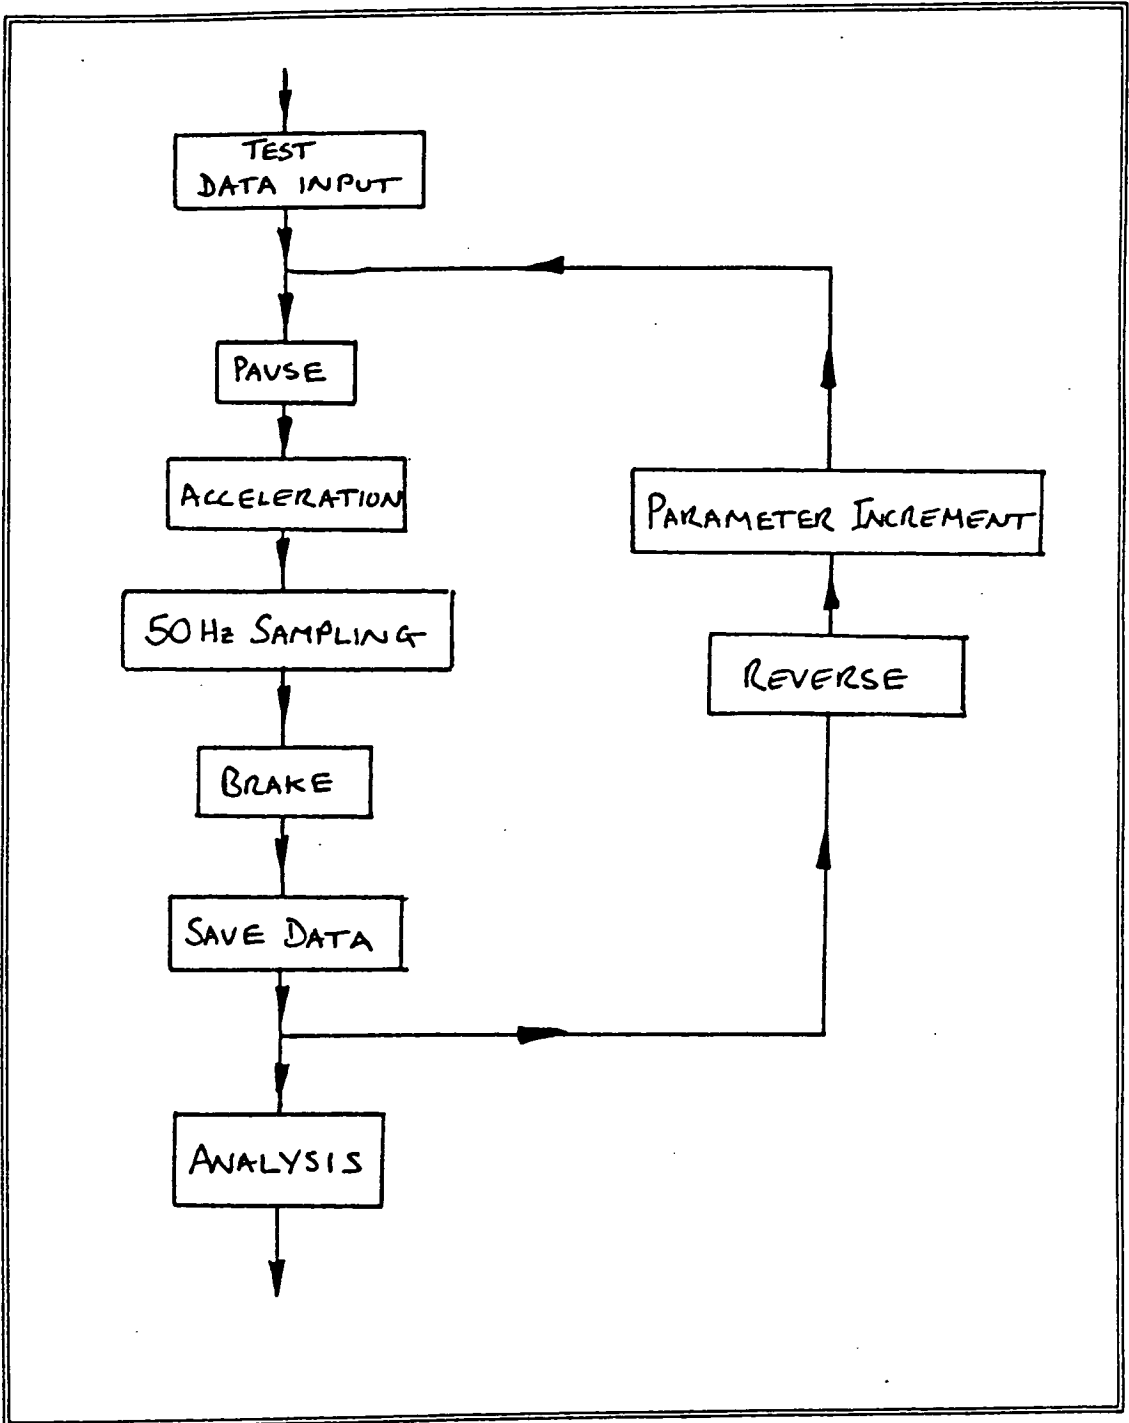 TEST
DATA INPUT
PAUSE
ACCELERATION
50 Hz SAMPLING
BRAKE
SAVE DATA
ANALYSIS
PARAMETER INCREMENT
REVERSE